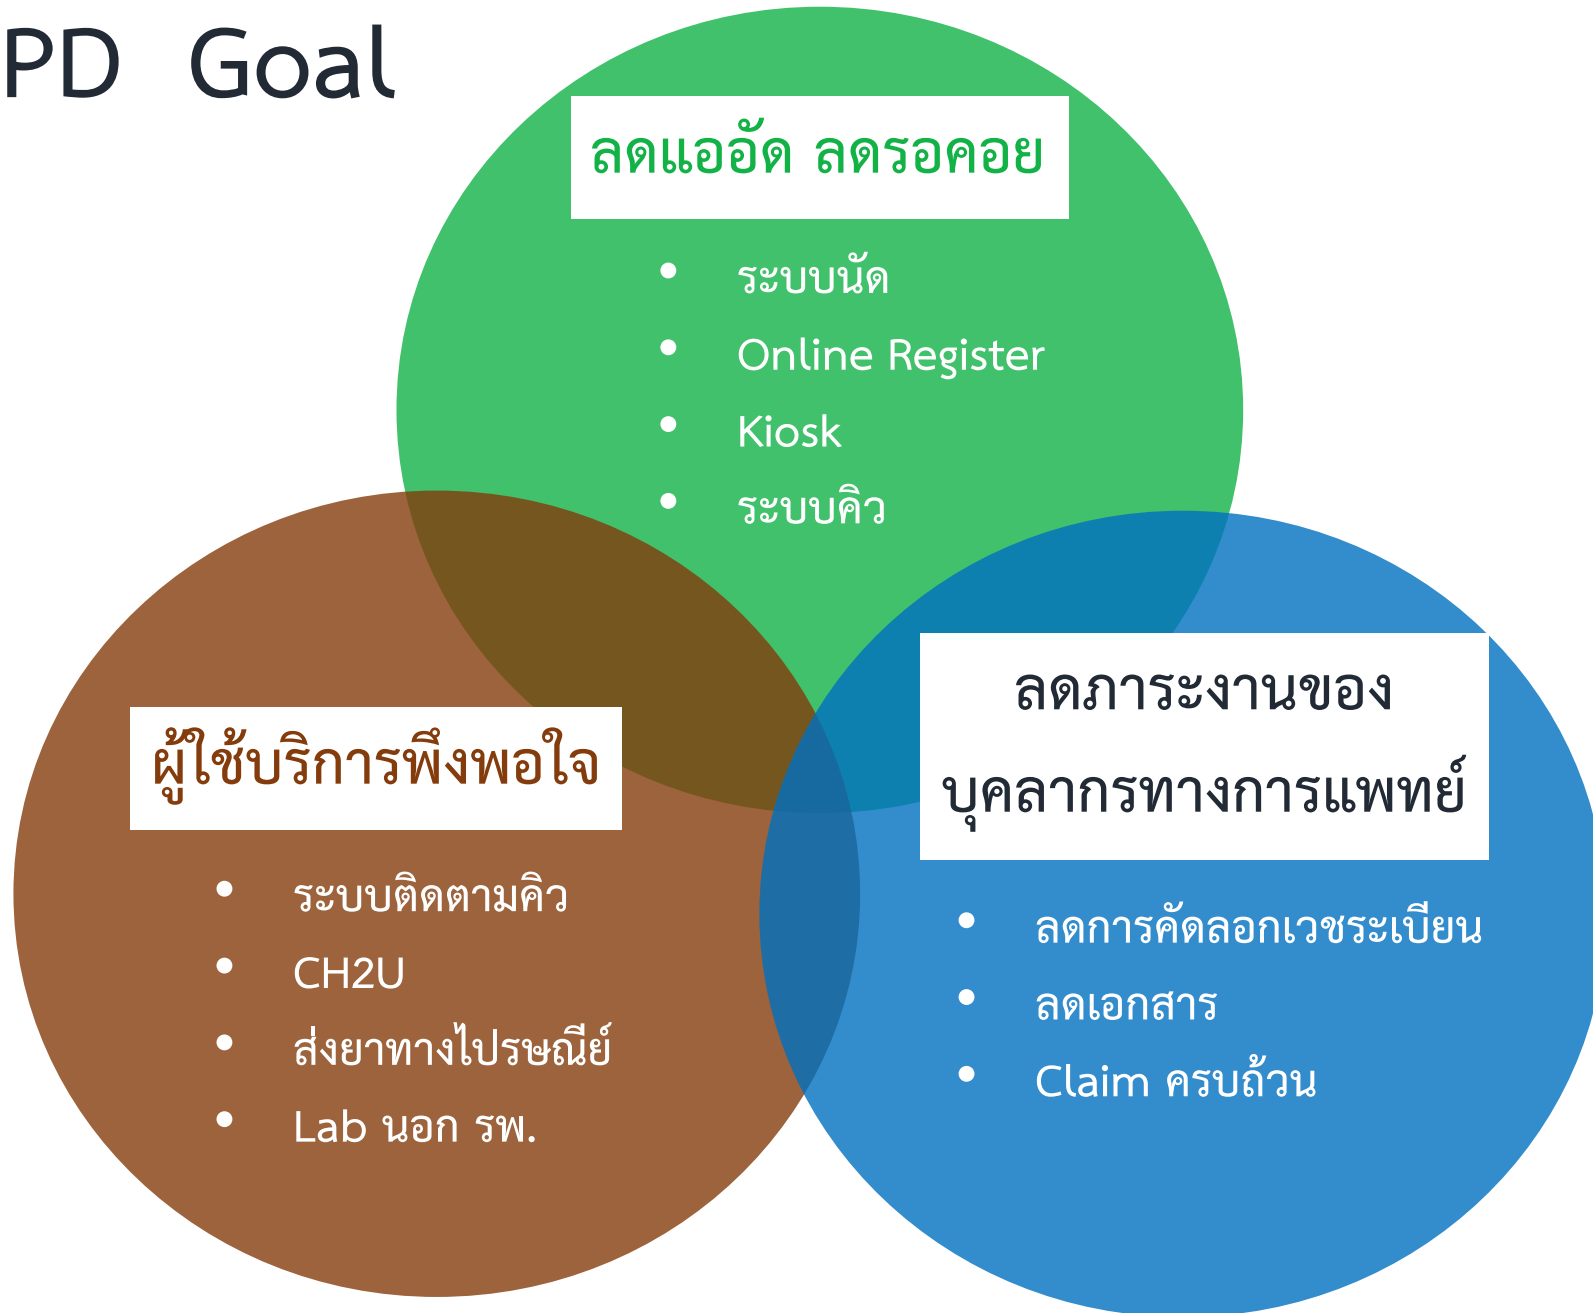 PD Goal
ลดแออัด ลดรอคอย
• ระบบนัด
• Online Register
• Kiosk
• ระบบคิว
ผู้ใช้บริการพึงพอใจ
• ระบบติดตามคิว
• CH2U
• ส่งยาทางไปรษณีย์
• Lab นอก รพ.
ลดภาระงานของ
บุคลากรทางการแพทย์
• ลดการคัดลอกเวชระเบียน
• ลดเอกสาร
• Claim ครบถ้วน